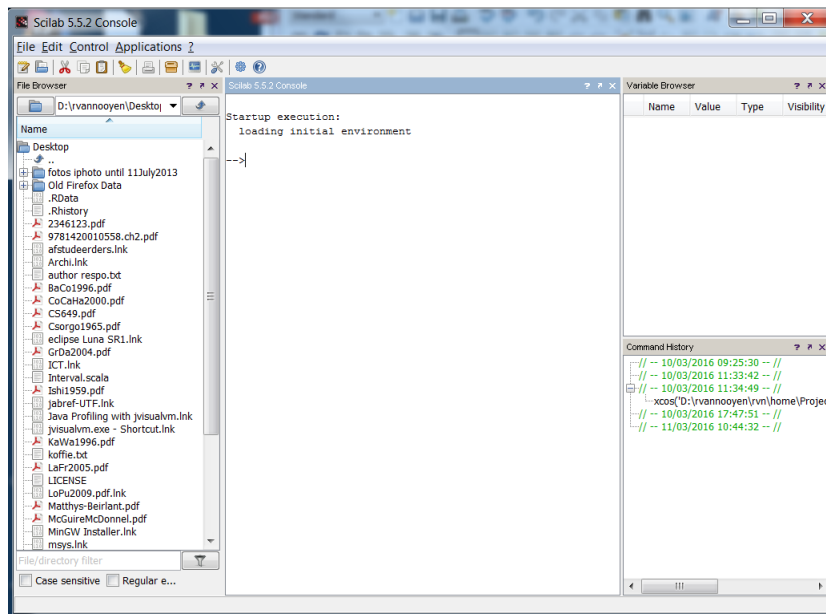 Scilab 5.5.2 Console
File Edit Control Applications ?
File Browser ? ↗ X
D:\rvannooyen\Desktop
Name
Desktop
..
fotos iphoto until 11July2013
Old Firefox Data
.RData
.Rhistory
2346123.pdf
9781420010558.ch2.pdf
afstudeerders.lnk
Archi.lnk
author respo.txt
BaCo1996.pdf
CoCaHa2000.pdf
CS649.pdf
Csorgo1965.pdf
eclipse Luna SR1.lnk
GrDa2004.pdf
ICT.lnk
Interval.scala
Ishi1959.pdf
jabref-UTF.lnk
Java Profiling with jvisualvm.lnk
jvisualvm.exe - Shortcut.lnk
KaWa1996.pdf
koffie.txt
LaFr2005.pdf
LICENSE
LoPu2009.pdf.lnk
Matthys-Beirlant.pdf
McGuireMcDonnel.pdf
MinGW Installer.lnk
msys.lnk
File/directory filter
Case sensitive Regular e...
Scilab 5.5.2 Console ? ↗ X
Startup execution:
loading initial environment
-->
Variable Browser ? ↗ X
Name Value Type Visibility
Command History ? ↗ X
// -- 10/03/2016 09:25:30 -- //
// -- 10/03/2016 11:33:42 -- //
// -- 10/03/2016 11:34:49 -- //
xcos('D:\rvannooyen\rvn\home\Projec
// -- 10/03/2016 17:47:51 -- //
// -- 11/03/2016 10:44:32 -- //